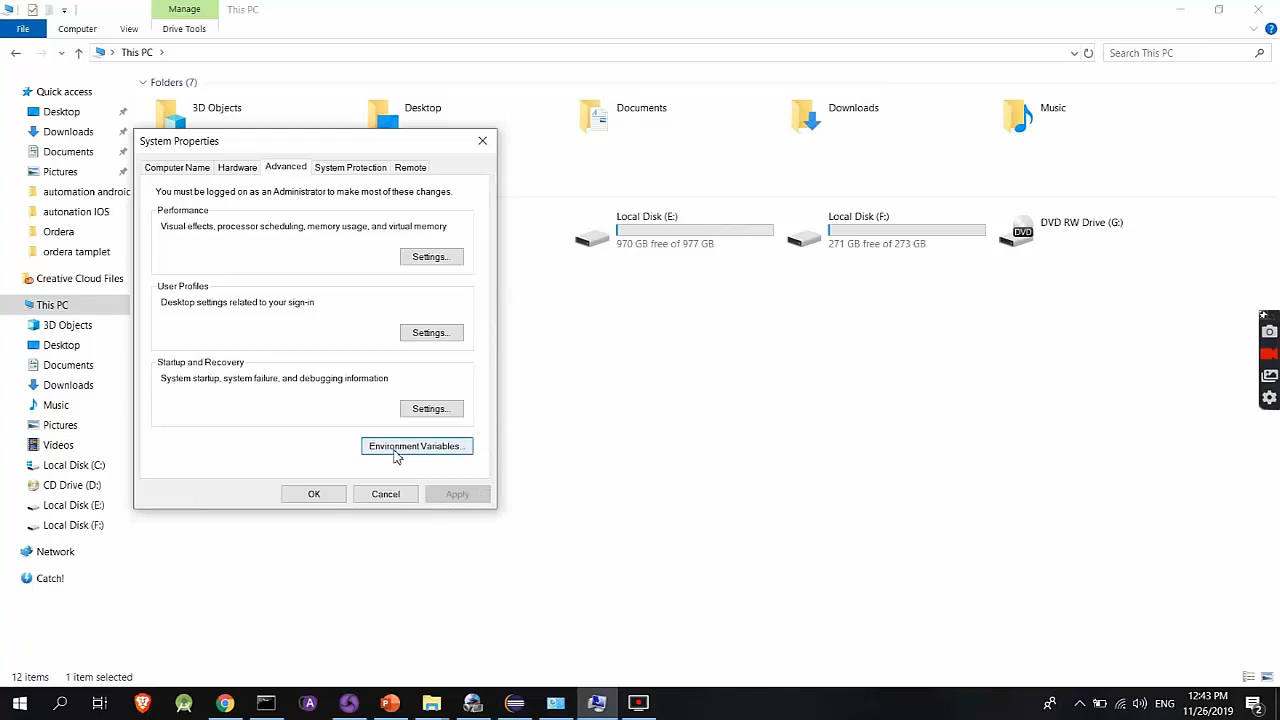 Manage
This PC
File
Computer
View
Drive Tools
This PC
Search This PC
Quick access
Desktop
Downloads
Documents
Pictures
automation android
autonation IOS
Ordera
ordera tamplet
Creative Cloud Files
This PC
3D Objects
Desktop
Documents
Downloads
Music
Pictures
Videos
Local Disk (C:)
CD Drive (D:)
Local Disk (E:)
Local Disk (F:)
Network
Catch!
Folders (7)
3D Objects
Desktop
Documents
Downloads
Music
Local Disk (E:)
970 GB free of 977 GB
Local Disk (F:)
271 GB free of 273 GB
DVD RW Drive (G:)
DVD
System Properties
Computer Name
Hardware
Advanced
System Protection
Remote
You must be logged on as an Administrator to make most of these changes.
Performance
Visual effects, processor scheduling, memory usage, and virtual memory
Settings...
User Profiles
Desktop settings related to your sign-in
Settings...
Startup and Recovery
System startup, system failure, and debugging information
Settings...
Environment Variables...
OK
Cancel
Apply
12 items
1 item selected
ENG
12:43 PM
11/26/2019
2